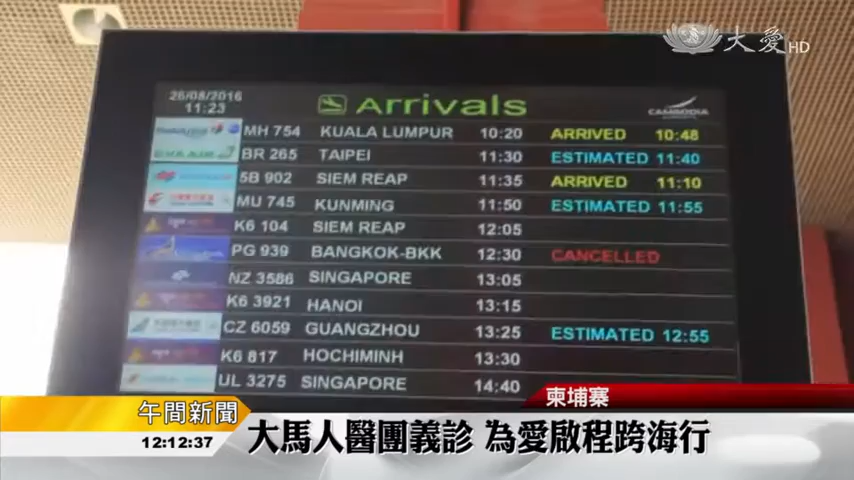 大愛HD
26/08/2016
11:23
Arrivals
CAMBODIA
MH 754 KUALA LUMPUR 10:20 ARRIVED 10:48
BR 265 TAIPEI 11:30 ESTIMATED 11:40
5B 902 SIEM REAP 11:35 ARRIVED 11:10
MU 745 KUNMING 11:50 ESTIMATED 11:55
K6 104 SIEM REAP 12:05
PG 939 BANGKOK-BKK 12:30 CANCELLED
NZ 3586 SINGAPORE 13:05
K6 3921 HANOI 13:15
CZ 6059 GUANGZHOU 13:25 ESTIMATED 12:55
K6 817 HOCHIMINH 13:30
UL 3275 SINGAPORE 14:40
柬埔寨
午間新聞
12:12:37
大馬人醫團義診 為愛啟程跨海行